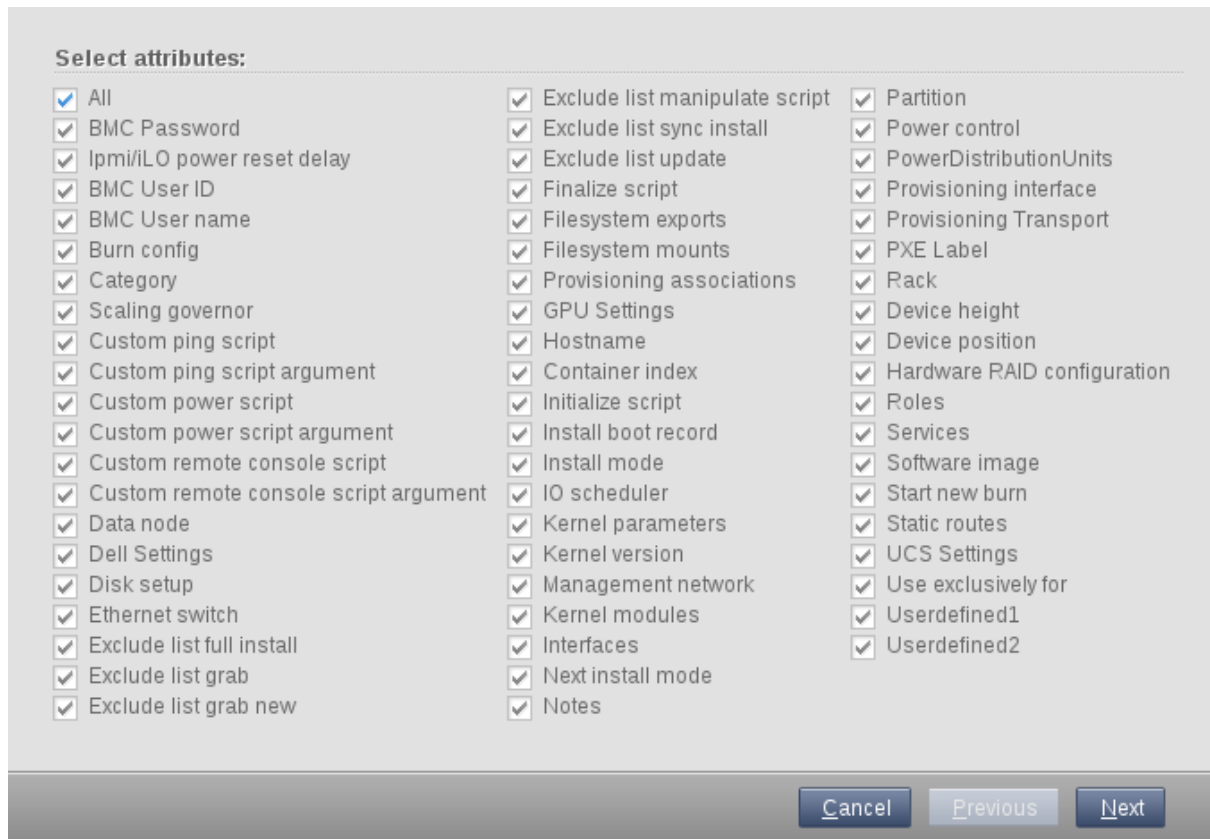 Select attributes:
All
BMC Password
Ipmi/iLO power reset delay
BMC User ID
BMC User name
Burn config
Category
Scaling governor
Custom ping script
Custom ping script argument
Custom power script
Custom power script argument
Custom remote console script
Custom remote console script argument
Data node
Dell Settings
Disk setup
Ethernet switch
Exclude list full install
Exclude list grab
Exclude list grab new
Exclude list manipulate script
Exclude list sync install
Exclude list update
Finalize script
Filesystem exports
Filesystem mounts
Provisioning associations
GPU Settings
Hostname
Container index
Initialize script
Install boot record
Install mode
IO scheduler
Kernel parameters
Kernel version
Management network
Kernel modules
Interfaces
Next install mode
Notes
Partition
Power control
PowerDistributionUnits
Provisioning interface
Provisioning Transport
PXE Label
Rack
Device height
Device position
Hardware RAID configuration
Roles
Services
Software image
Start new burn
Static routes
UCS Settings
Use exclusively for
Userdefined1
Userdefined2
Cancel Previous Next